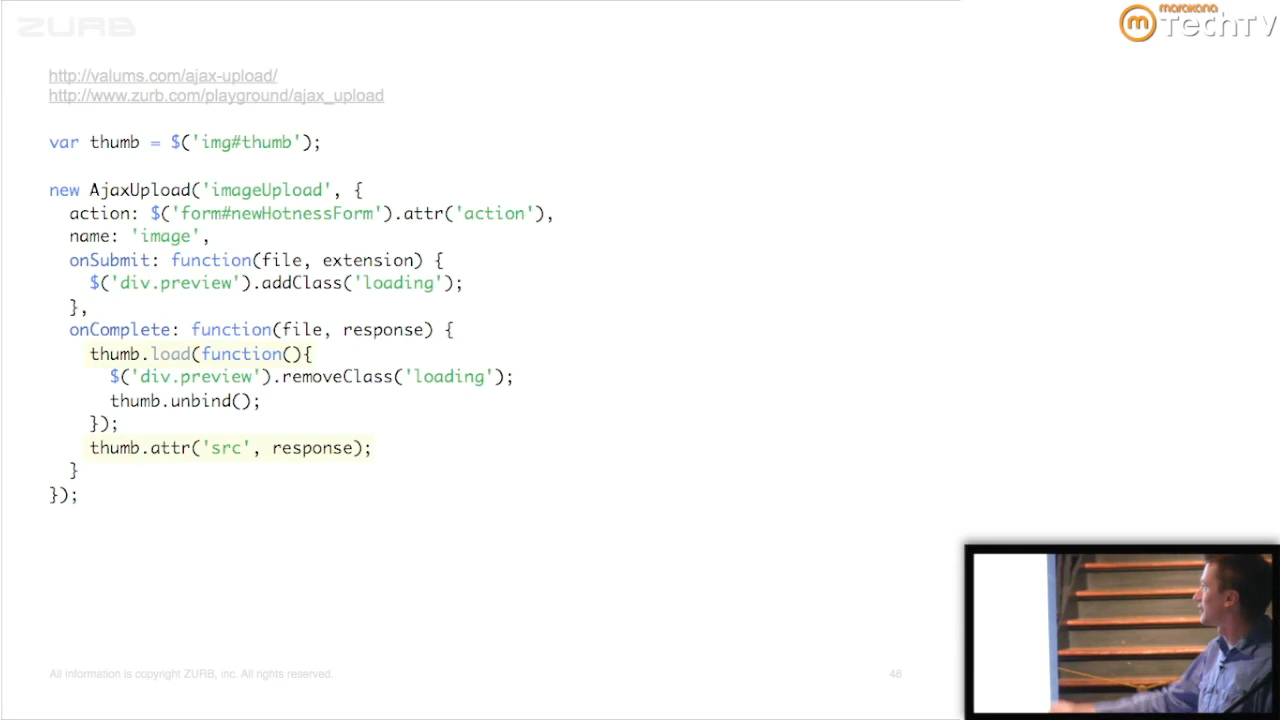 ZURB
marakana
TechTV
http://valums.com/ajax-upload/
http://www.zurb.com/playground/ajax_upload
var thumb = $('img#thumb');
new AjaxUpload('imageUpload', {
action: $('form#newHotnessForm').attr('action'),
name: 'image',
onSubmit: function(file, extension) {
$('div.preview').addClass('loading');
},
onComplete: function(file, response) {
thumb.load(function(){
$('div.preview').removeClass('loading');
thumb.unbind();
});
thumb.attr('src', response);
}
});
All information is copyright ZURB, inc. All rights reserved.
48